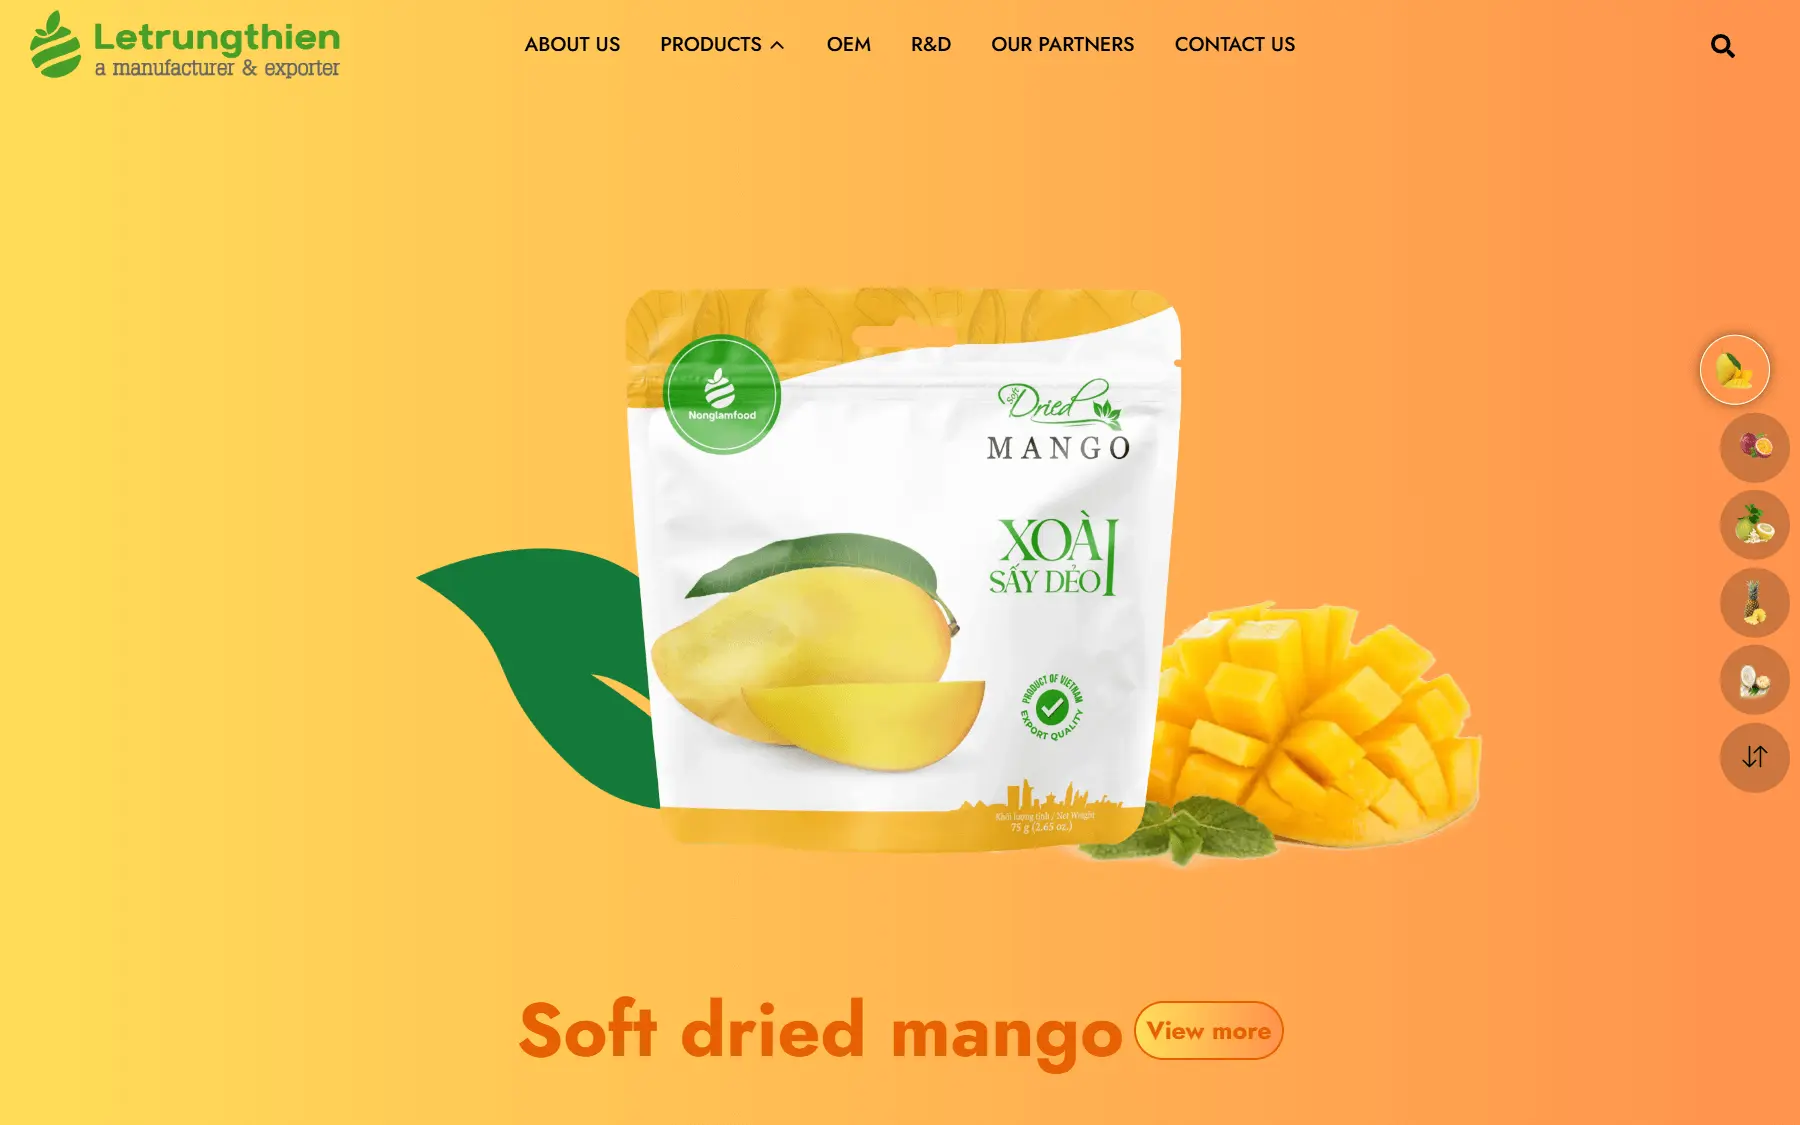 Letrungthien
a manufacturer & exporter
ABOUT US
PRODUCTS
OEM
R&D
OUR PARTNERS
CONTACT US
Nonglamfood
Soft
Dried
MANGO
XOÀI
SẤY DẺO
PRODUCT OF VIETNAM
EXPORT QUALITY
Khối lượng tịnh / Net Weight
75 g (2.65 oz.)
Soft dried mango
View more